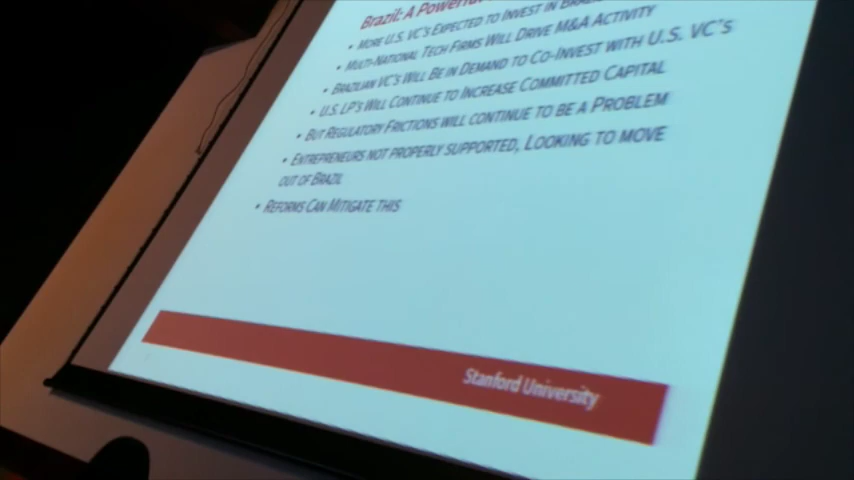 Brazil: A Powerful
• More U.S. VC's Expected to Invest in Brazil
• Multi-National Tech Firms Will Drive M&A Activity
• Brazilian VC's Will Be in Demand to Co-Invest with U.S. VC's
• U.S. LP's Will Continue to Increase Committed Capital
• But Regulatory Frictions will continue to be a Problem
• Entrepreneurs not properly supported, Looking to move
out of Brazil
• Reforms Can Mitigate this
Stanford University